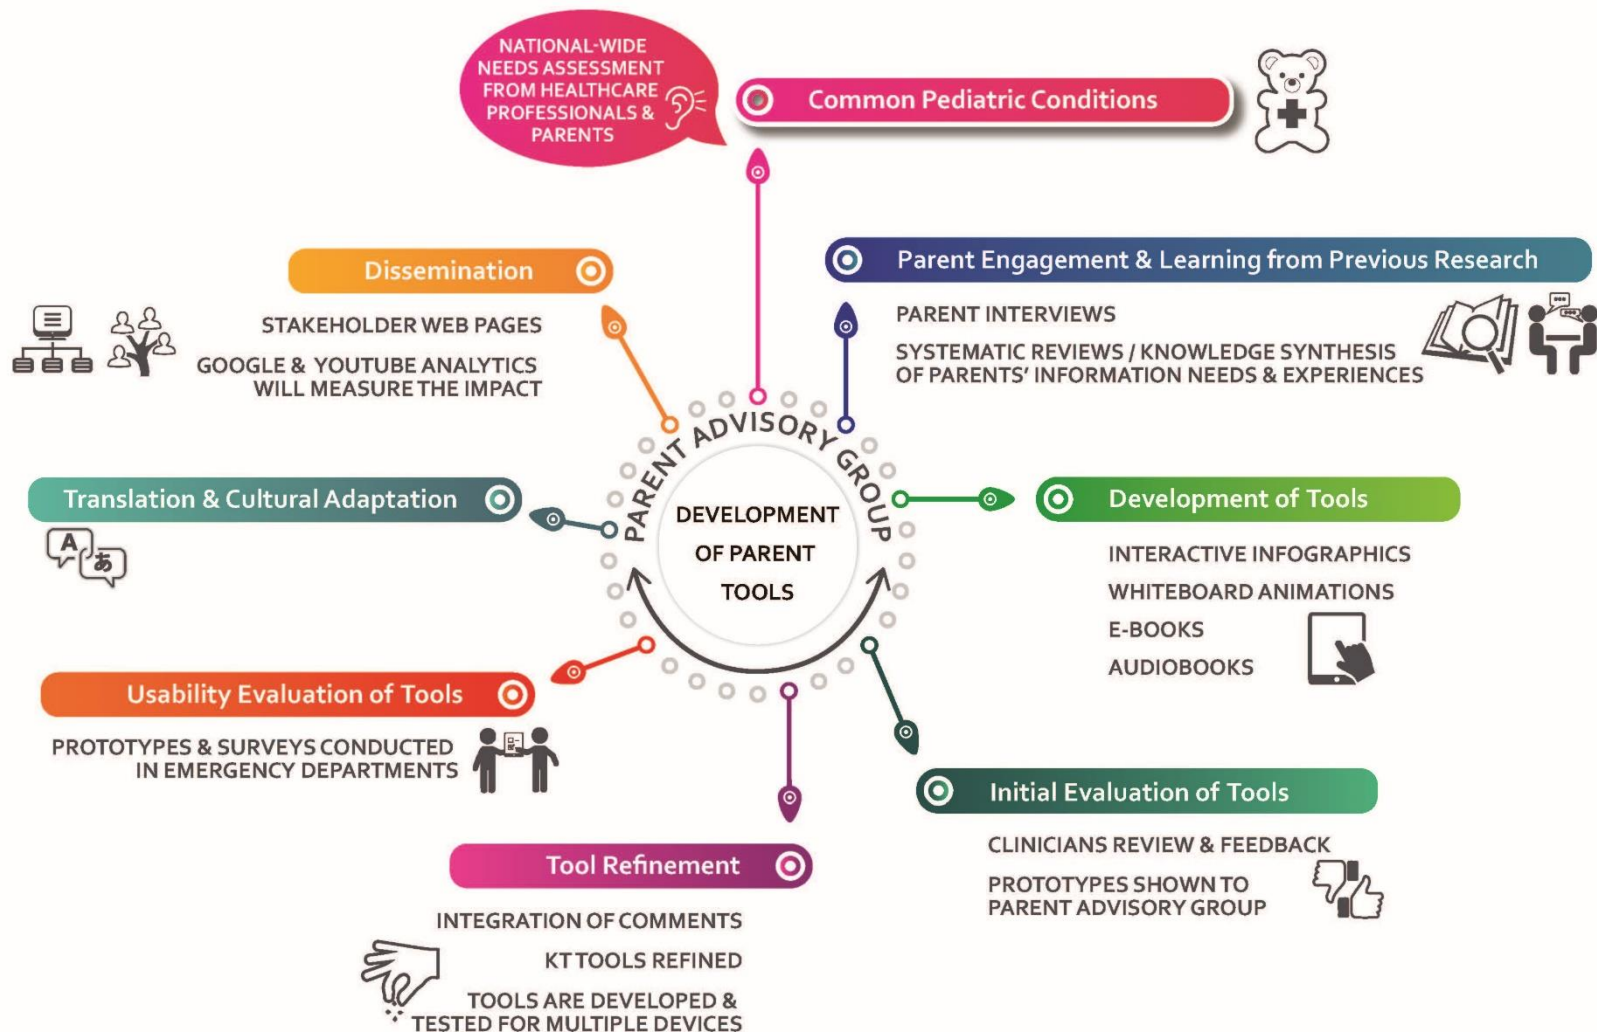 NATIONAL-WIDE
NEEDS ASSESSMENT
FROM HEALTHCARE
PROFESSIONALS &
PARENTS
Common Pediatric Conditions
Parent Engagement & Learning from Previous Research
PARENT INTERVIEWS
SYSTEMATIC REVIEWS / KNOWLEDGE SYNTHESIS
OF PARENTS' INFORMATION NEEDS & EXPERIENCES
Development of Tools
INTERACTIVE INFOGRAPHICS
WHITEBOARD ANIMATIONS
E-BOOKS
AUDIOBOOKS
Initial Evaluation of Tools
CLINICIANS REVIEW & FEEDBACK
PROTOTYPES SHOWN TO
PARENT ADVISORY GROUP
Tool Refinement
INTEGRATION OF COMMENTS
KT TOOLS REFINED
TOOLS ARE DEVELOPED &
TESTED FOR MULTIPLE DEVICES
Usability Evaluation of Tools
PROTOTYPES & SURVEYS CONDUCTED
IN EMERGENCY DEPARTMENTS
Translation & Cultural Adaptation
A
あ
Dissemination
STAKEHOLDER WEB PAGES
GOOGLE & YOUTUBE ANALYTICS
WILL MEASURE THE IMPACT
PARENT ADVISORY GROUP
DEVELOPMENT
OF PARENT
TOOLS